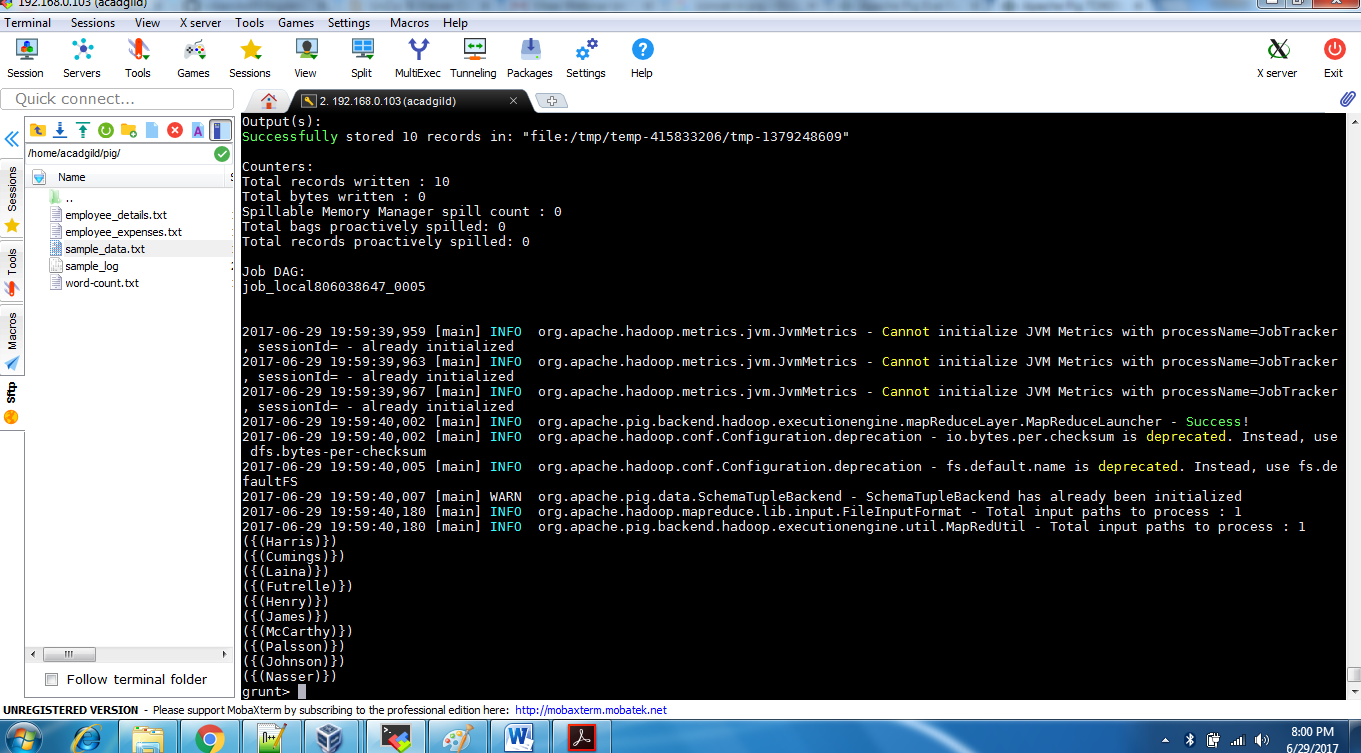 192.168.0.103 (acadgild)
Terminal Sessions View X server Tools Games Settings Macros Help
Session Servers Tools Games Sessions View Split MultiExec Tunneling Packages Settings Help X server Exit
Quick connect...
2. 192.168.0.103 (acadgild)
/home/acadgild/pig/
Name
..
employee_details.txt
employee_expenses.txt
sample_data.txt
sample_log
word-count.txt
Sessions
Tools
Macros
Sftp
Follow terminal folder
Output(s):
Successfully stored 10 records in: "file:/tmp/temp-415833206/tmp-1379248609"
Counters:
Total records written : 10
Total bytes written : 0
Spillable Memory Manager spill count : 0
Total bags proactively spilled: 0
Total records proactively spilled: 0
Job DAG:
job_local806038647_0005
2017-06-29 19:59:39,959 [main] INFO  org.apache.hadoop.metrics.jvm.JvmMetrics - Cannot initialize JVM Metrics with processName=JobTracker
, sessionId= - already initialized
2017-06-29 19:59:39,963 [main] INFO  org.apache.hadoop.metrics.jvm.JvmMetrics - Cannot initialize JVM Metrics with processName=JobTracker
, sessionId= - already initialized
2017-06-29 19:59:39,967 [main] INFO  org.apache.hadoop.metrics.jvm.JvmMetrics - Cannot initialize JVM Metrics with processName=JobTracker
, sessionId= - already initialized
2017-06-29 19:59:40,002 [main] INFO  org.apache.pig.backend.hadoop.executionengine.mapReduceLayer.MapReduceLauncher - Success!
2017-06-29 19:59:40,002 [main] INFO  org.apache.hadoop.conf.Configuration.deprecation - io.bytes.per.checksum is deprecated. Instead, use
 dfs.bytes-per-checksum
2017-06-29 19:59:40,005 [main] INFO  org.apache.hadoop.conf.Configuration.deprecation - fs.default.name is deprecated. Instead, use fs.de
faultFS
2017-06-29 19:59:40,007 [main] WARN  org.apache.pig.data.SchemaTupleBackend - SchemaTupleBackend has already been initialized
2017-06-29 19:59:40,180 [main] INFO  org.apache.hadoop.mapreduce.lib.input.FileInputFormat - Total input paths to process : 1
2017-06-29 19:59:40,180 [main] INFO  org.apache.pig.backend.hadoop.executionengine.util.MapRedUtil - Total input paths to process : 1
({(Harris)})
({(Cumings)})
({(Laina)})
({(Futrelle)})
({(Henry)})
({(James)})
({(McCarthy)})
({(Palsson)})
({(Johnson)})
({(Nasser)})
grunt>
UNREGISTERED VERSION - Please support MobaXterm by subscribing to the professional edition here: http://mobaxterm.mobatek.net
8:00 PM
6/29/2017